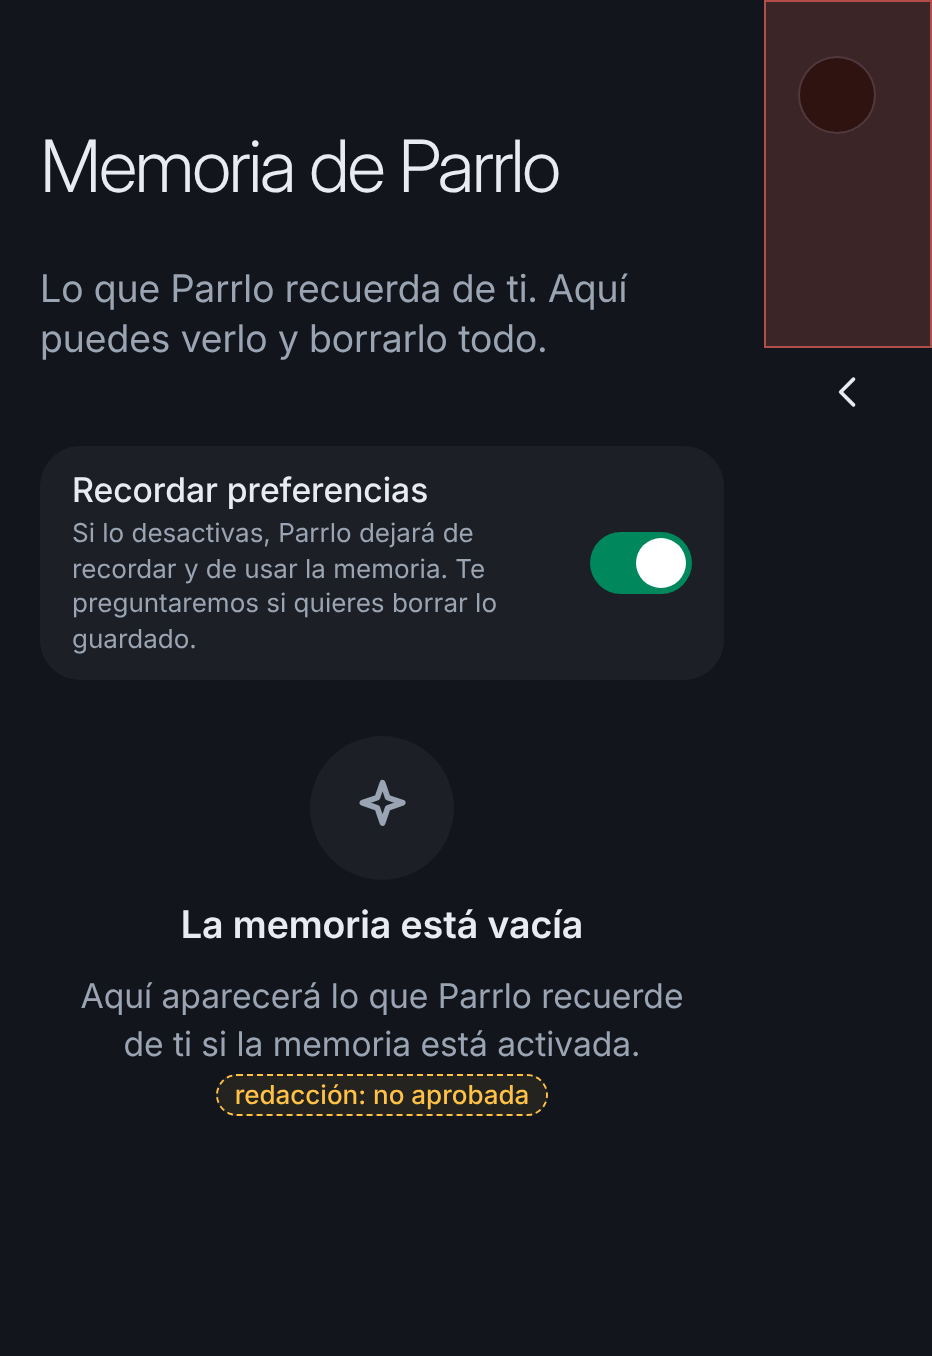 Memoria de Parrlo
Lo que Parrlo recuerda de ti. Aquí
puedes verlo y borrarlo todo.
Recordar preferencias
Si lo desactivas, Parrlo dejará de
recordar y de usar la memoria. Te
preguntaremos si quieres borrar lo
guardado.
La memoria está vacía
Aquí aparecerá lo que Parrlo recuerde
de ti si la memoria está activada.
redacción: no aprobada